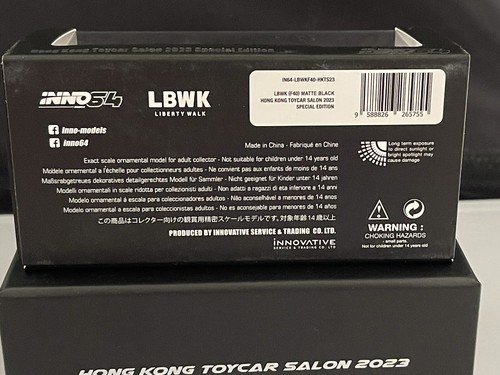 Hong Kong Toycar Salon 2023 Special Edition
INNO64
LBWK
LIBERTY WALK
inno-models
Inno64
IN64-LBWKF40-HKTS23
LBWK (F40) MATTE BLACK
HONG KONG TOYCAR SALON 2023
SPECIAL EDITION
9 588826 265755
Made in China - Fabriqué en Chine
Exact scale ornamental model for adult collector - Not suitable for children under 14 years old
Modele ornemental a l'échelle pour collectionneurs adultes - Ne convient pas aux enfants de moins de 14 ans
Maßsrebgetreues dekoratives detailgerechtes Model für Sammler - Nicht geeignet für Kinder unter 14 jahren
Modelli ornamentali in scale ridotta per collezionisti adulti - Non adatti a ragazzi di eta inferiore a 14 anni
Modelo ornamental a escala para colecionadores adultos - Não aconselhável a menores de 14 anos
Modelo ornamental a escala para coleccionistas adultos - No es aconsejable para menores de 14 años
この商品はコレクター向けの観賞用精密スケールモデルです。対象年齢14歳以上
PRODUCED BY INNOVATIVE SERVICE & TRADING CO. LTD.
INNOVATIVE
SERVICE & TRADING CO. LTD
Long term exposure
to direct sunlight or
bright spotlight may
cause damage
WARNING :
CHOKING HAZARDS
- small parts.
Not for children under 14 years old
HONG KONG TOYCAR SALON 2023